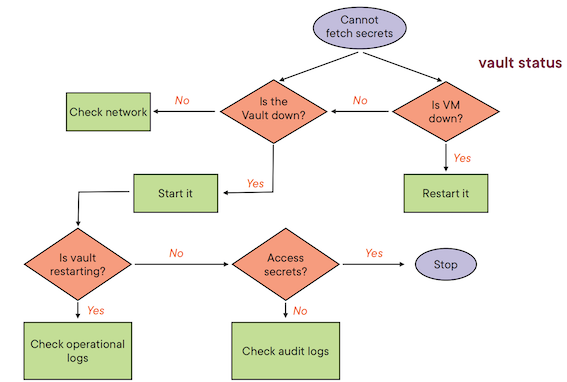 Cannot
fetch secrets
vault status
Check network
No
Is the
Vault down?
No
Is VM
down?
Yes
Start it
Yes
Restart it
Is vault
restarting?
No
Access
secrets?
Yes
Stop
Yes
No
Check operational
logs
Check audit logs